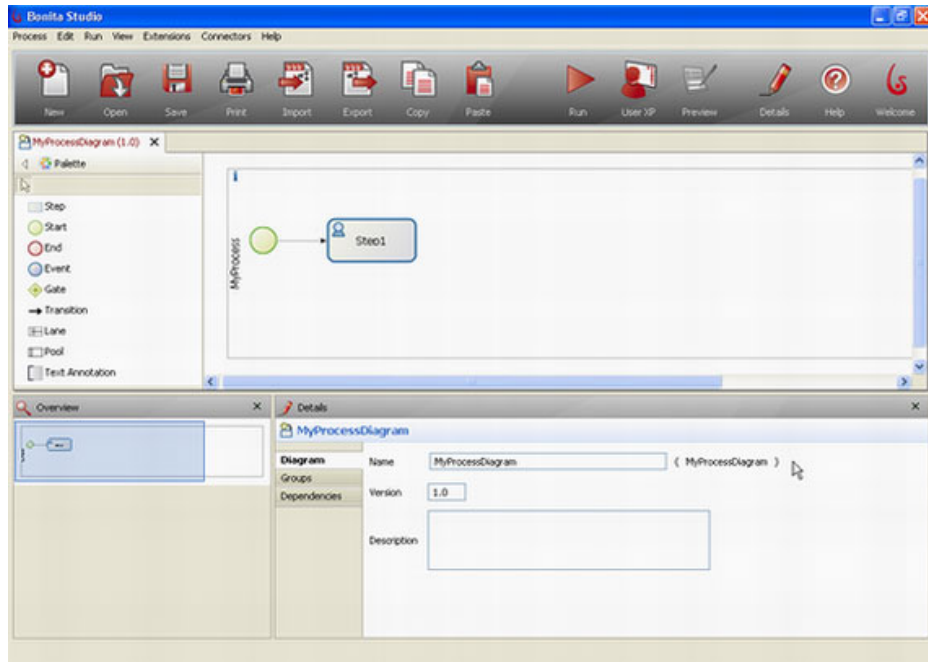 Bonita Studio
Process Edit Run View Extensions Connectors Help
New Open Save Print Import Export Copy Paste Run User XP Preview Details Help Welcome
MyProcessDiagram (1.0)
Palette
Step
Start
End
Event
Gate
Transition
Lane
Pool
Text Annotation
MyProcess
Step1
Overview
Details
MyProcessDiagram
Diagram
Groups
Dependencies
Name MyProcessDiagram ( MyProcessDiagram )
Version 1.0
Description